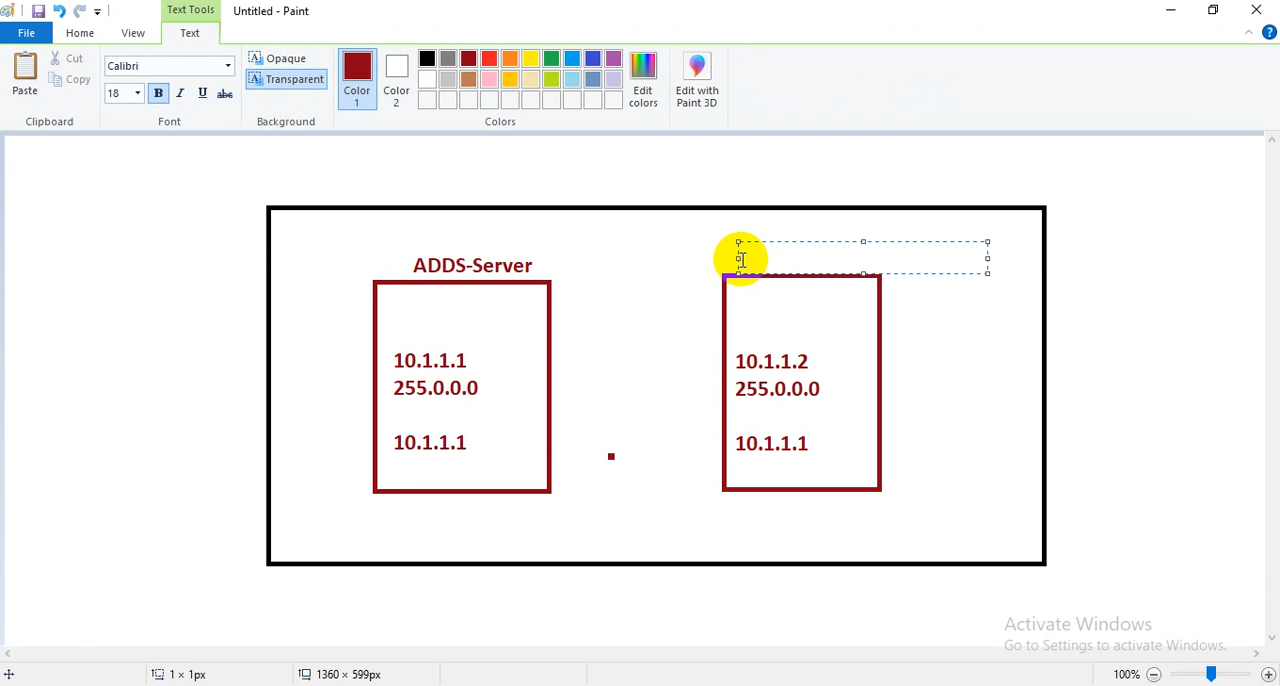 Text Tools
Untitled - Paint
File
Home
View
Text
Paste
Cut
Copy
Clipboard
Calibri
18
B
I
U
abc
Font
Opaque
Transparent
Background
Color 1
Color 2
Edit colors
Colors
Edit with Paint 3D
ADDS-Server
10.1.1.1
255.0.0.0
10.1.1.1
10.1.1.2
255.0.0.0
10.1.1.1
Activate Windows
Go to Settings to activate Windows.
1 × 1px
1360 × 599px
100%